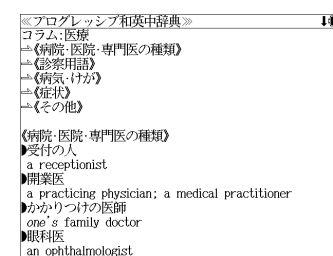 ≪プログレッシブ和英中辞典≫
コラム:医療
⇨《病院・医院・専門医の種類》
⇨《診察用語》
⇨《病気・けが》
⇨《症状》
⇨《その他》
《病院・医院・専門医の種類》
◗受付の人
a receptionist
◗開業医
a practicing physician; a medical practitioner
◗かかりつけの医師
one's family doctor
◗眼科医
an ophthalmologist